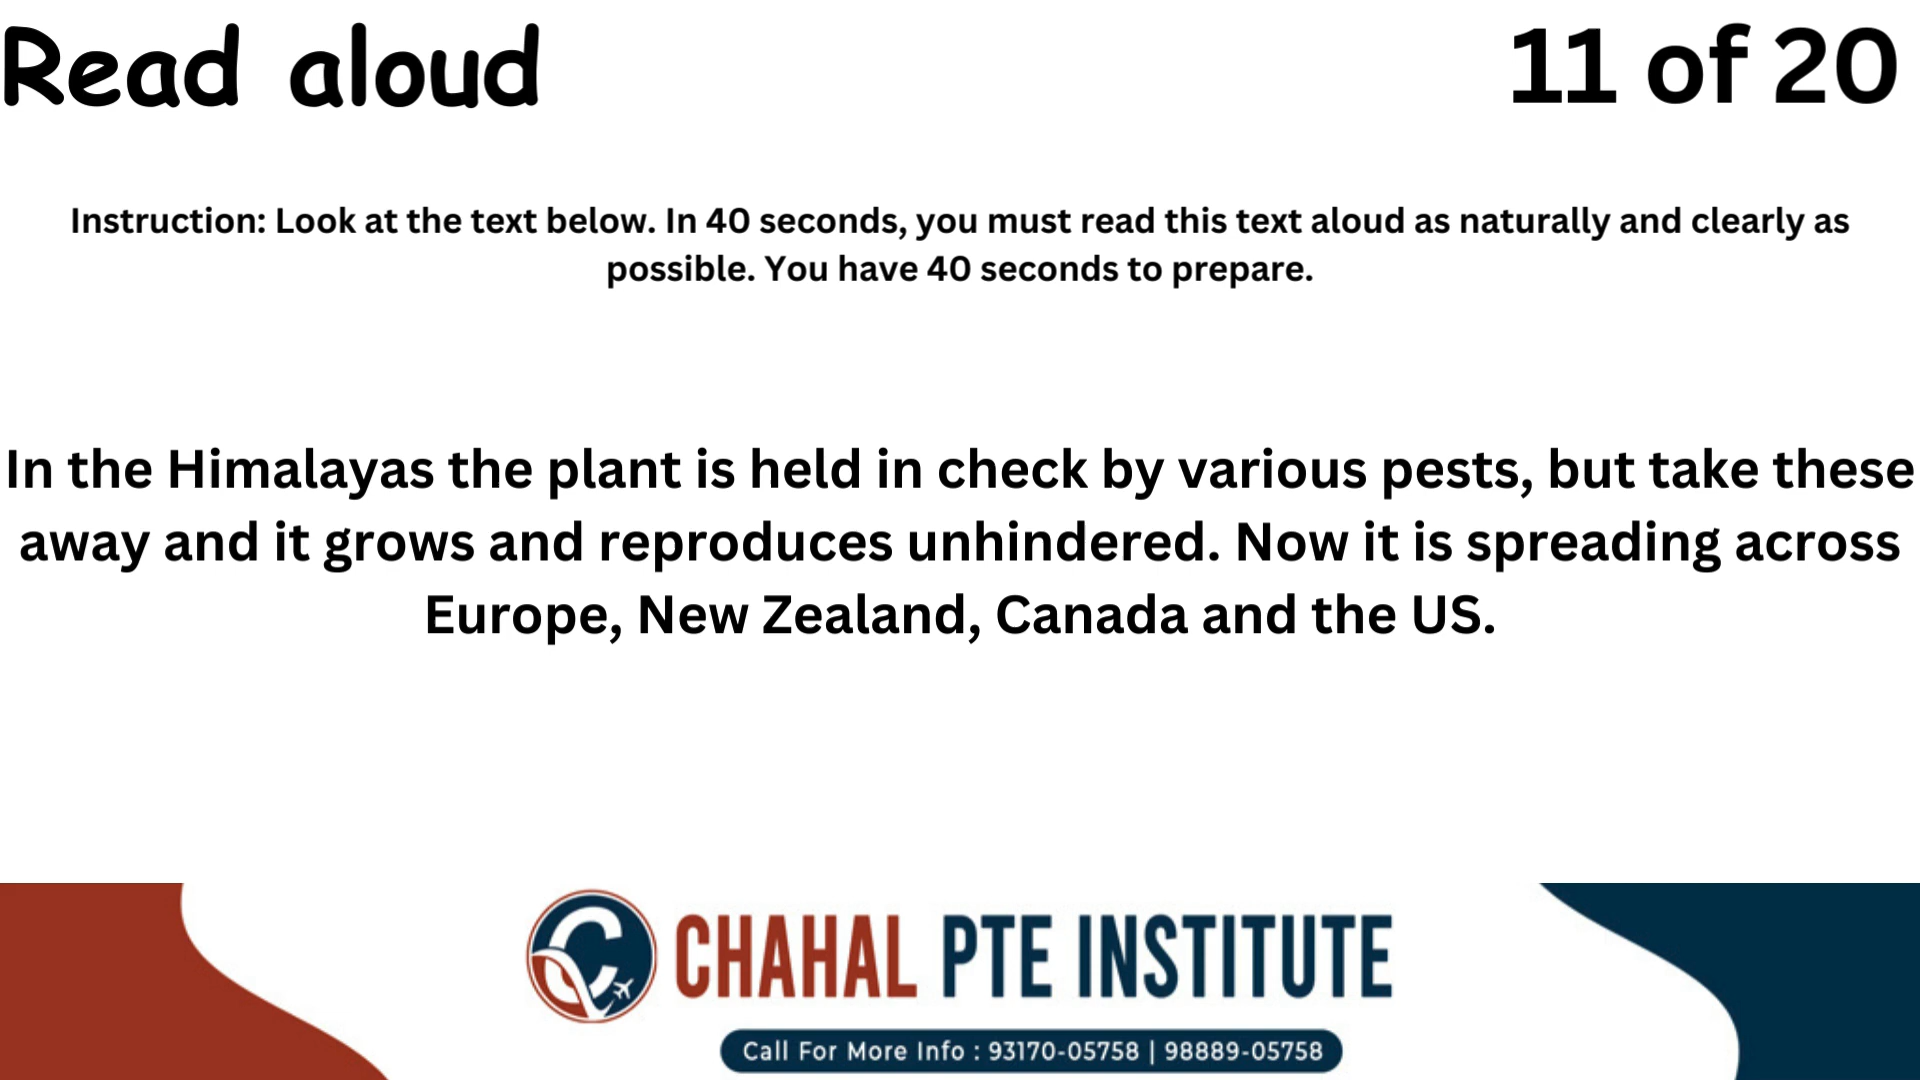 Read aloud
11 of 20
Instruction: Look at the text below. In 40 seconds, you must read this text aloud as naturally and clearly as
possible. You have 40 seconds to prepare.
In the Himalayas the plant is held in check by various pests, but take these
away and it grows and reproduces unhindered. Now it is spreading across
Europe, New Zealand, Canada and the US.
CHAHAL PTE INSTITUTE
Call For More Info : 93170-05758 | 98889-05758